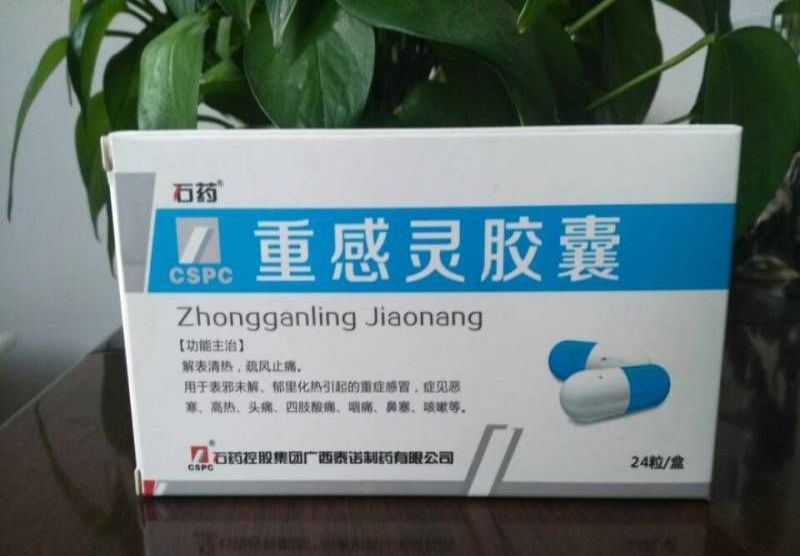 石药®
CSPC
重感灵胶囊
Zhongganling Jiaonang
【功能主治】
解表清热，疏风止痛。
用于表邪未解、郁里化热引起的重症感冒，症见恶
寒、高热、头痛、四肢酸痛、咽痛、鼻塞、咳嗽等。
CSPC® 石药控股集团广西泰诺制药有限公司
24粒/盒